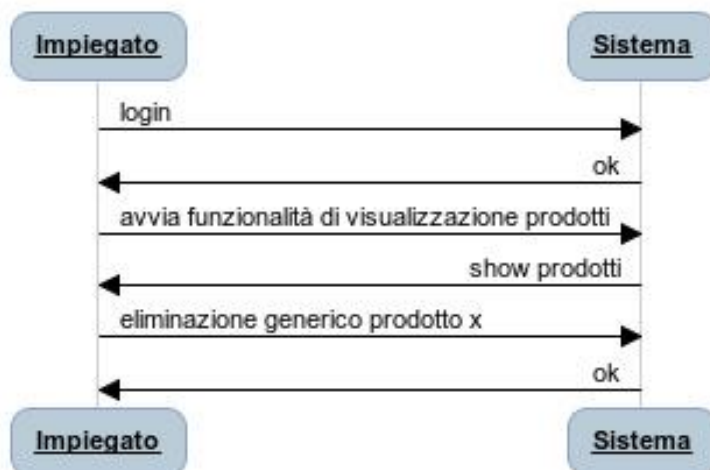 Impiegato
Sistema
login
ok
avvia funzionalità di visualizzazione prodotti
show prodotti
eliminazione generico prodotto x
ok
Impiegato
Sistema